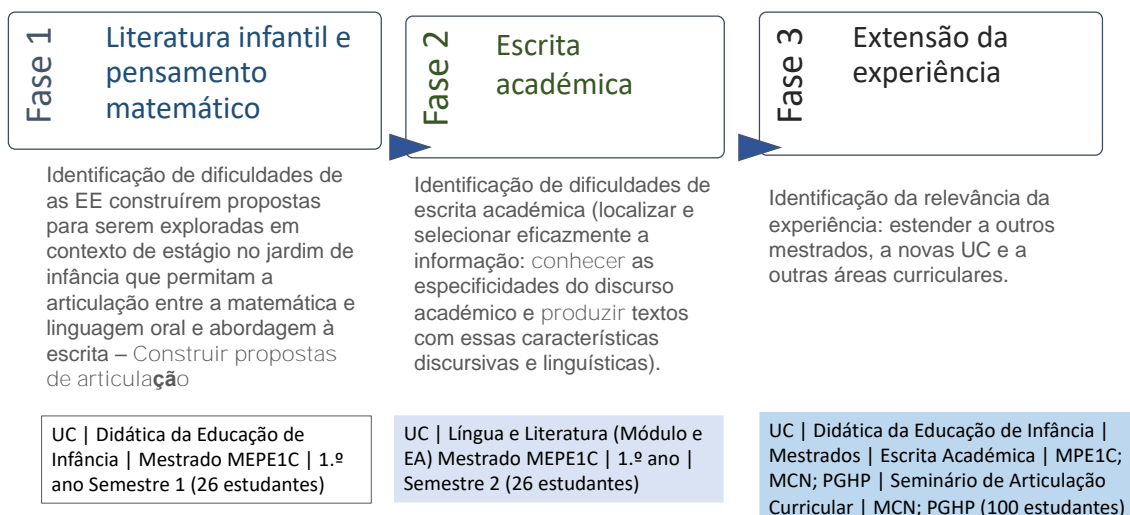 Fase 1
Literatura infantil e
pensamento
matemático
Identificação de dificuldades de
as EE construírem propostas
para serem exploradas em
contexto de estágio no jardim de
infância que permitam a
articulação entre a matemática e
linguagem oral e abordagem à
escrita – Construir propostas
de articulação
UC | Didática da Educação de
Infância | Mestrado MEPE1C | 1.º
ano Semestre 1 (26 estudantes)
Fase 2
Escrita
académica
Identificação de dificuldades de
escrita académica (localizar e
selecionar eficazmente a
informação: conhecer as
especificidades do discurso
académico e produzir textos
com essas características
discursivas e linguísticas).
UC | Língua e Literatura (Módulo e
EA) Mestrado MEPE1C | 1.º ano |
Semestre 2 (26 estudantes)
Fase 3
Extensão da
experiência
Identificação da relevância da
experiência: estender a outros
mestrados, a novas UC e a
outras áreas curriculares.
UC | Didática da Educação de Infância |
Mestrados | Escrita Académica | MPE1C;
MCN; PGHP | Seminário de Articulação
Curricular | MCN; PGHP (100 estudantes)